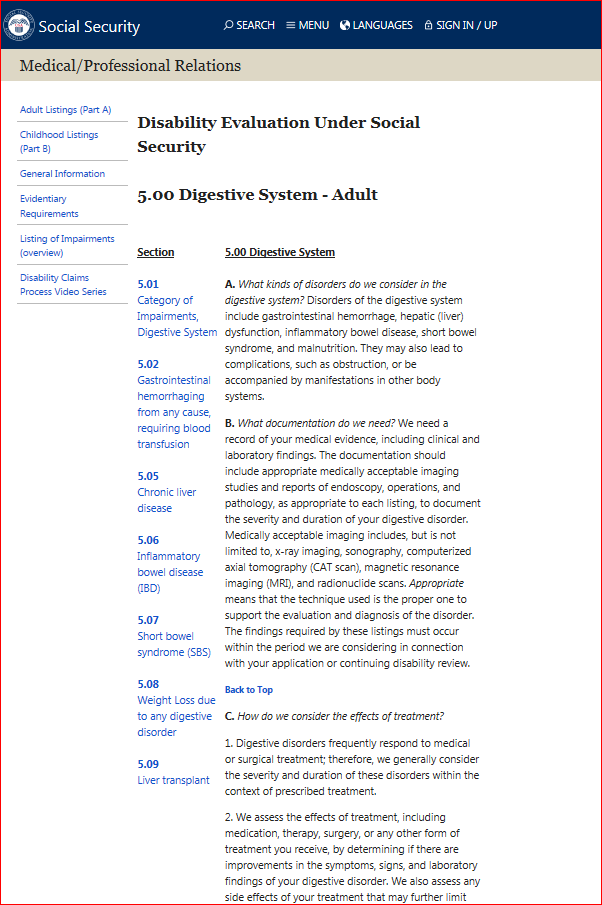 Social Security
SEARCH
MENU
LANGUAGES
SIGN IN / UP
Medical/Professional Relations
Adult Listings (Part A)
Childhood Listings
(Part B)
General Information
Evidentiary
Requirements
Listing of Impairments
(overview)
Disability Claims
Process Video Series
Disability Evaluation Under Social
Security
5.00 Digestive System - Adult
Section
5.01
Category of
Impairments,
Digestive System
5.02
Gastrointestinal
hemorrhaging
from any cause,
requiring blood
transfusion
5.05
Chronic liver
disease
5.06
Inflammatory
bowel disease
(IBD)
5.07
Short bowel
syndrome (SBS)
5.08
Weight Loss due
to any digestive
disorder
5.09
Liver transplant
5.00 Digestive System
A. What kinds of disorders do we consider in the
digestive system? Disorders of the digestive system
include gastrointestinal hemorrhage, hepatic (liver)
dysfunction, inflammatory bowel disease, short bowel
syndrome, and malnutrition. They may also lead to
complications, such as obstruction, or be
accompanied by manifestations in other body
systems.
B. What documentation do we need? We need a
record of your medical evidence, including clinical and
laboratory findings. The documentation should
include appropriate medically acceptable imaging
studies and reports of endoscopy, operations, and
pathology, as appropriate to each listing, to document
the severity and duration of your digestive disorder.
Medically acceptable imaging includes, but is not
limited to, x-ray imaging, sonography, computerized
axial tomography (CAT scan), magnetic resonance
imaging (MRI), and radionuclide scans. Appropriate
means that the technique used is the proper one to
support the evaluation and diagnosis of the disorder.
The findings required by these listings must occur
within the period we are considering in connection
with your application or continuing disability review.
Back to Top
C. How do we consider the effects of treatment?
1. Digestive disorders frequently respond to medical
or surgical treatment; therefore, we generally consider
the severity and duration of these disorders within the
context of prescribed treatment.
2. We assess the effects of treatment, including
medication, therapy, surgery, or any other form of
treatment you receive, by determining if there are
improvements in the symptoms, signs, and laboratory
findings of your digestive disorder. We also assess any
side effects of your treatment that may further limit